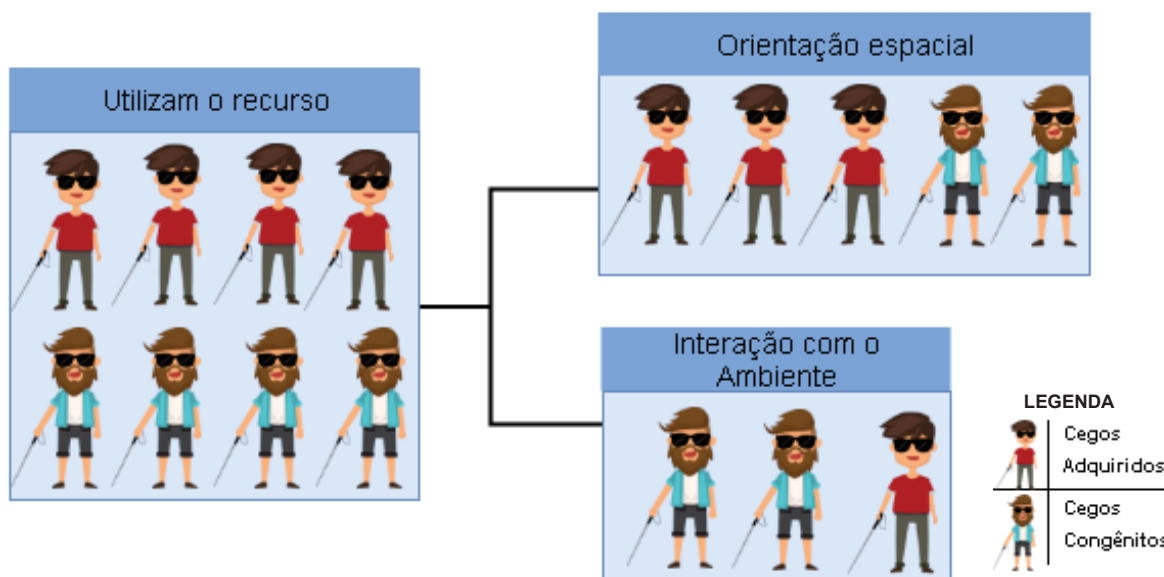 Utilizam o recurso
Orientação espacial
Interação com o
Ambiente
LEGENDA
Cegos
Adquiridos
Cegos
Congênitos